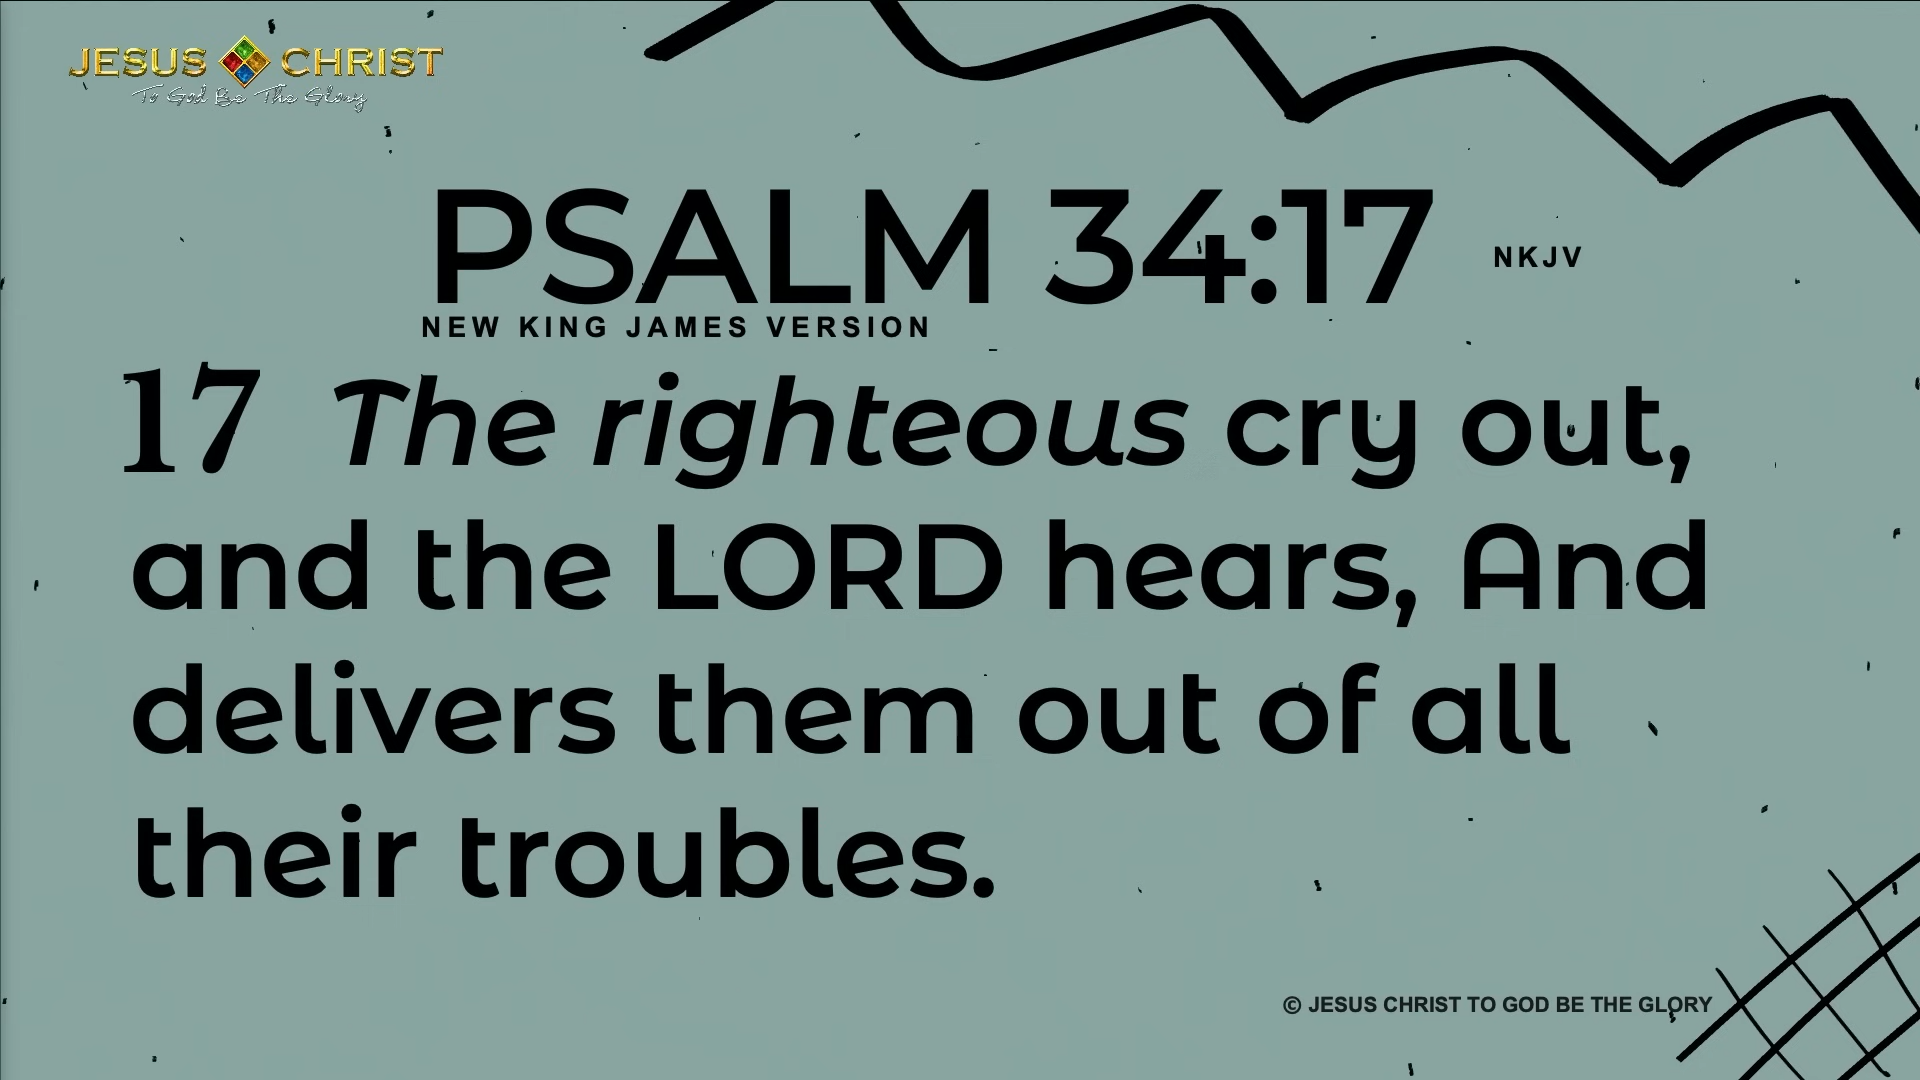 JESUS CHRIST
To God Be The Glory
PSALM 34:17 NKJV
NEW KING JAMES VERSION
17 The righteous cry out,
and the LORD hears, And
delivers them out of all
their troubles.
© JESUS CHRIST TO GOD BE THE GLORY